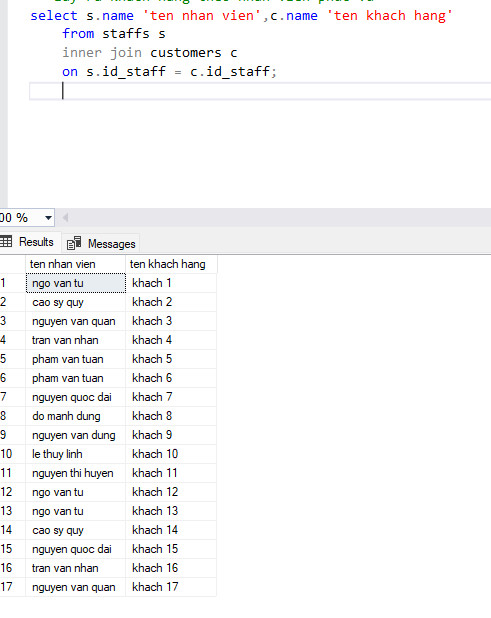 select s.name 'ten nhan vien',c.name 'ten khach hang'
from staffs s
inner join customers c
on s.id_staff = c.id_staff;
00 %
Results Messages
ten nhan vien ten khach hang
1 ngo van tu khach 1
2 cao sy quy khach 2
3 nguyen van quan khach 3
4 tran van nhan khach 4
5 pham van tuan khach 5
6 pham van tuan khach 6
7 nguyen quoc dai khach 7
8 do manh dung khach 8
9 nguyen van dung khach 9
10 le thuy linh khach 10
11 nguyen thi huyen khach 11
12 ngo van tu khach 12
13 ngo van tu khach 13
14 cao sy quy khach 14
15 nguyen quoc dai khach 15
16 tran van nhan khach 16
17 nguyen van quan khach 17